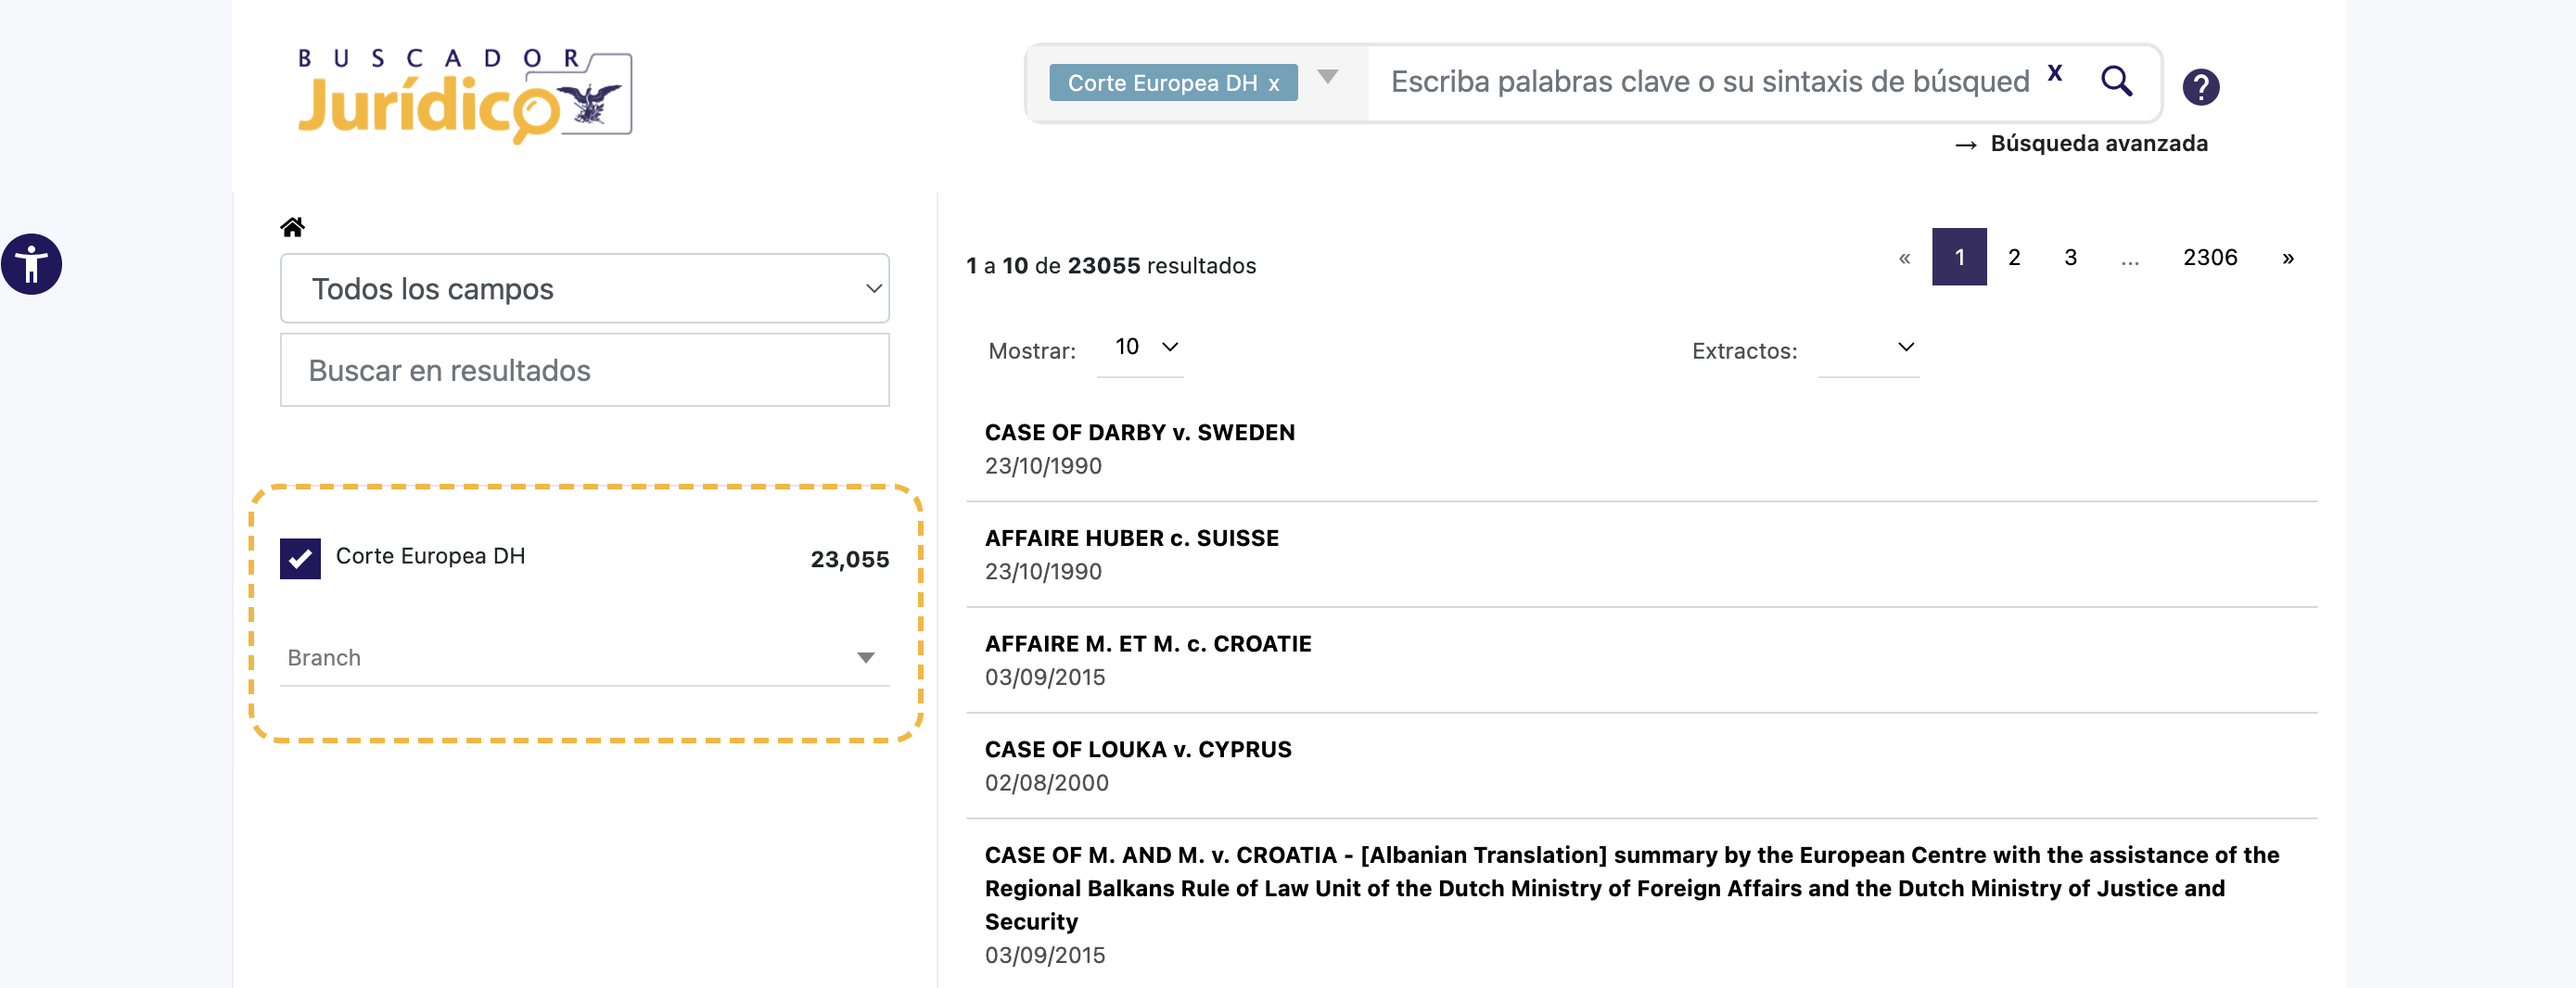 BUSCADOR
Jurídico
Corte Europea DH x
Escriba palabras clave o su sintaxis de búsqued
X
?
→ Búsqueda avanzada
Todos los campos
Buscar en resultados
Corte Europea DH 23,055
Branch
1 a 10 de 23055 resultados
« 1 2 3 ... 2306 »
Mostrar: 10
Extractos:
CASE OF DARBY v. SWEDEN
23/10/1990
AFFAIRE HUBER c. SUISSE
23/10/1990
AFFAIRE M. ET M. c. CROATIE
03/09/2015
CASE OF LOUKA v. CYPRUS
02/08/2000
CASE OF M. AND M. v. CROATIA - [Albanian Translation] summary by the European Centre with the assistance of the
Regional Balkans Rule of Law Unit of the Dutch Ministry of Foreign Affairs and the Dutch Ministry of Justice and
Security
03/09/2015